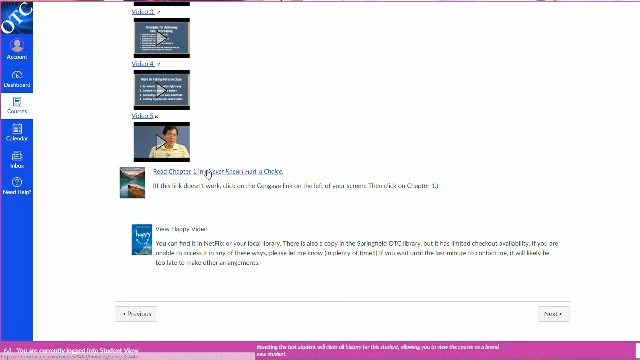 OTC
Account
Dashboard
Courses
Calendar
Inbox
Need Help?
Video 3
Video 4
Video 5
Read Chapter 1 in I Never Knew I Had a Choice.
(If this link doesn't work, click on the Cengage link on the left of your screen. Then click on Chapter 1.)
happy
View Happy Video
You can find it in NetFlix or your local library. There is also a copy in the Springfield OTC library, but it has limited checkout availability. If you are
unable to access it in any of these ways, please let me know (in plenty of time!) If you wait until the last minute to contact me, it will likely be
too late to make other arrangements.
Previous
Next
You are currently logged into Student View
Resetting the test student will clear all history for this student, allowing you to view the course as a brand
new student.